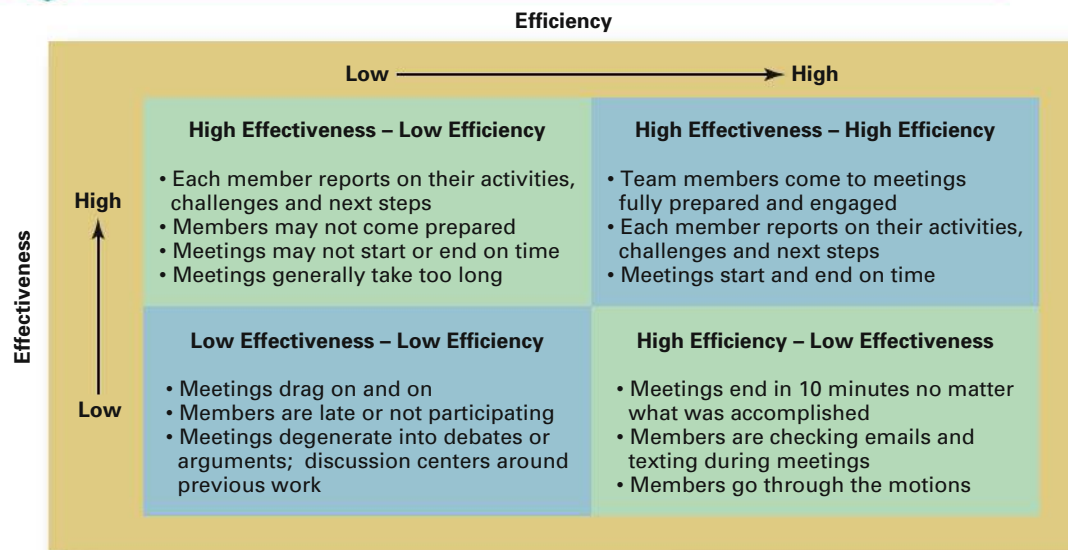 Efficiency
Low
High
Effectiveness
High
Low
High Effectiveness – Low Efficiency
• Each member reports on their activities,
challenges and next steps
• Members may not come prepared
• Meetings may not start or end on time
• Meetings generally take too long
High Effectiveness – High Efficiency
• Team members come to meetings
fully prepared and engaged
• Each member reports on their activities,
challenges and next steps
• Meetings start and end on time
Low Effectiveness – Low Efficiency
• Meetings drag on and on
• Members are late or not participating
• Meetings degenerate into debates or
arguments; discussion centers around
previous work
High Efficiency – Low Effectiveness
• Meetings end in 10 minutes no matter
what was accomplished
• Members are checking emails and
texting during meetings
• Members go through the motions